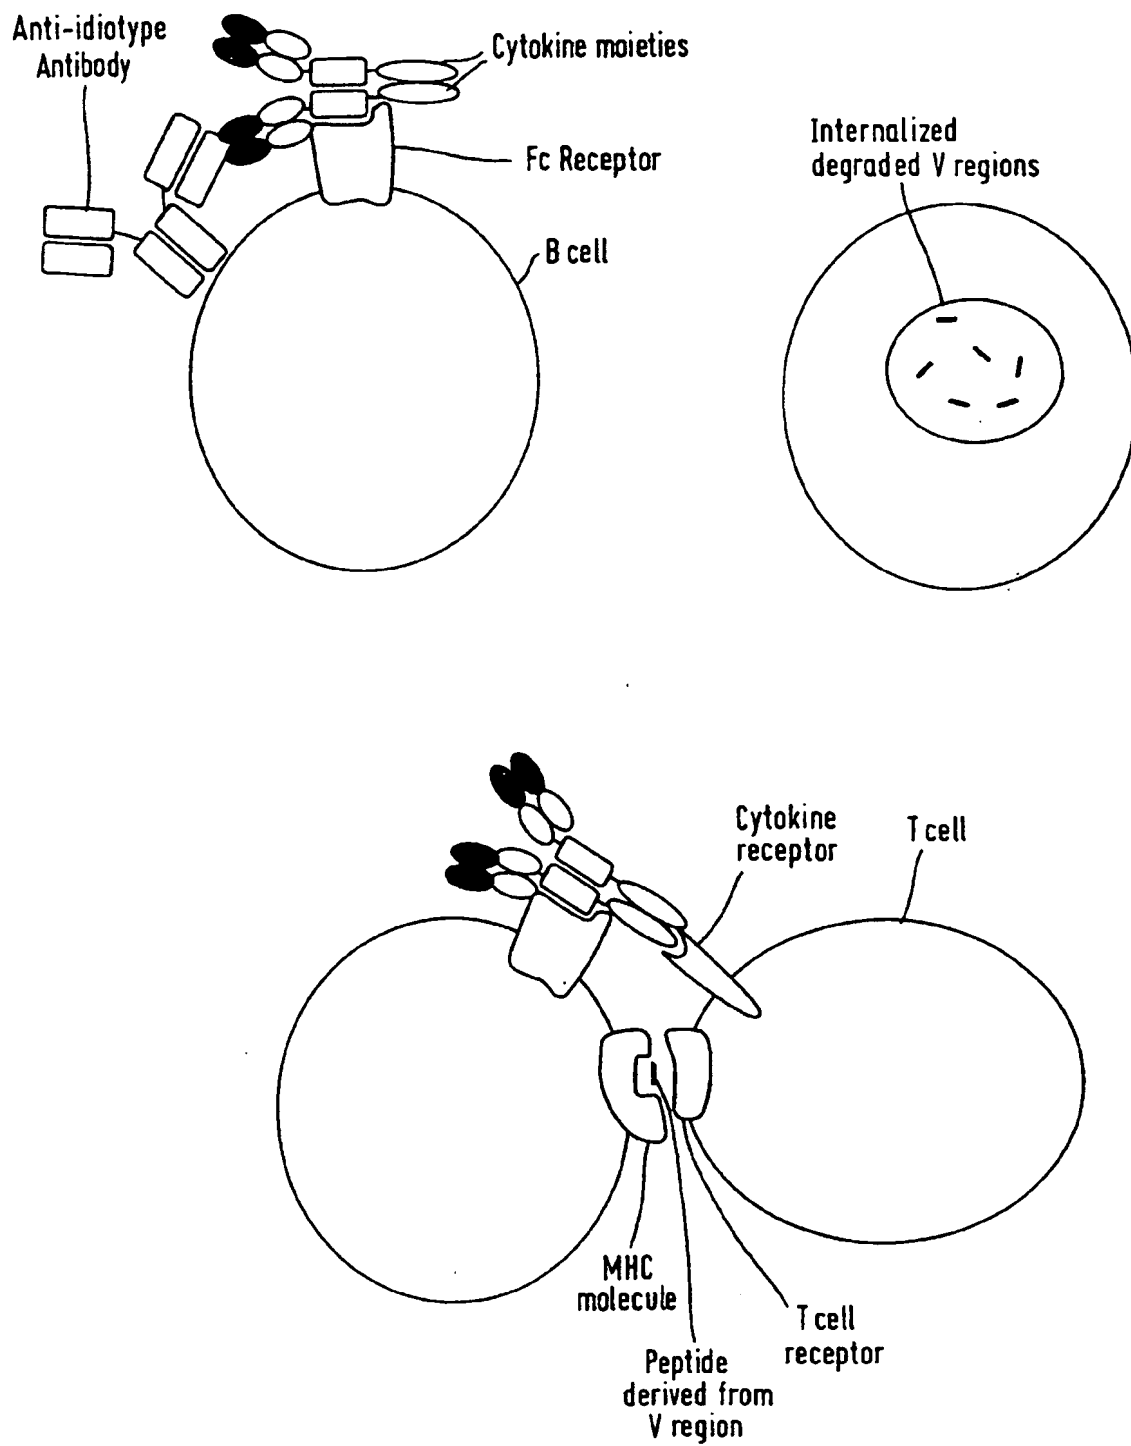 Anti-idiotype
Antibody
Cytokine moieties
Fc Receptor
B cell
Internalized
degraded V regions
Cytokine
receptor
T cell
MHC
molecule
Peptide
derived from
V region
T cell
receptor